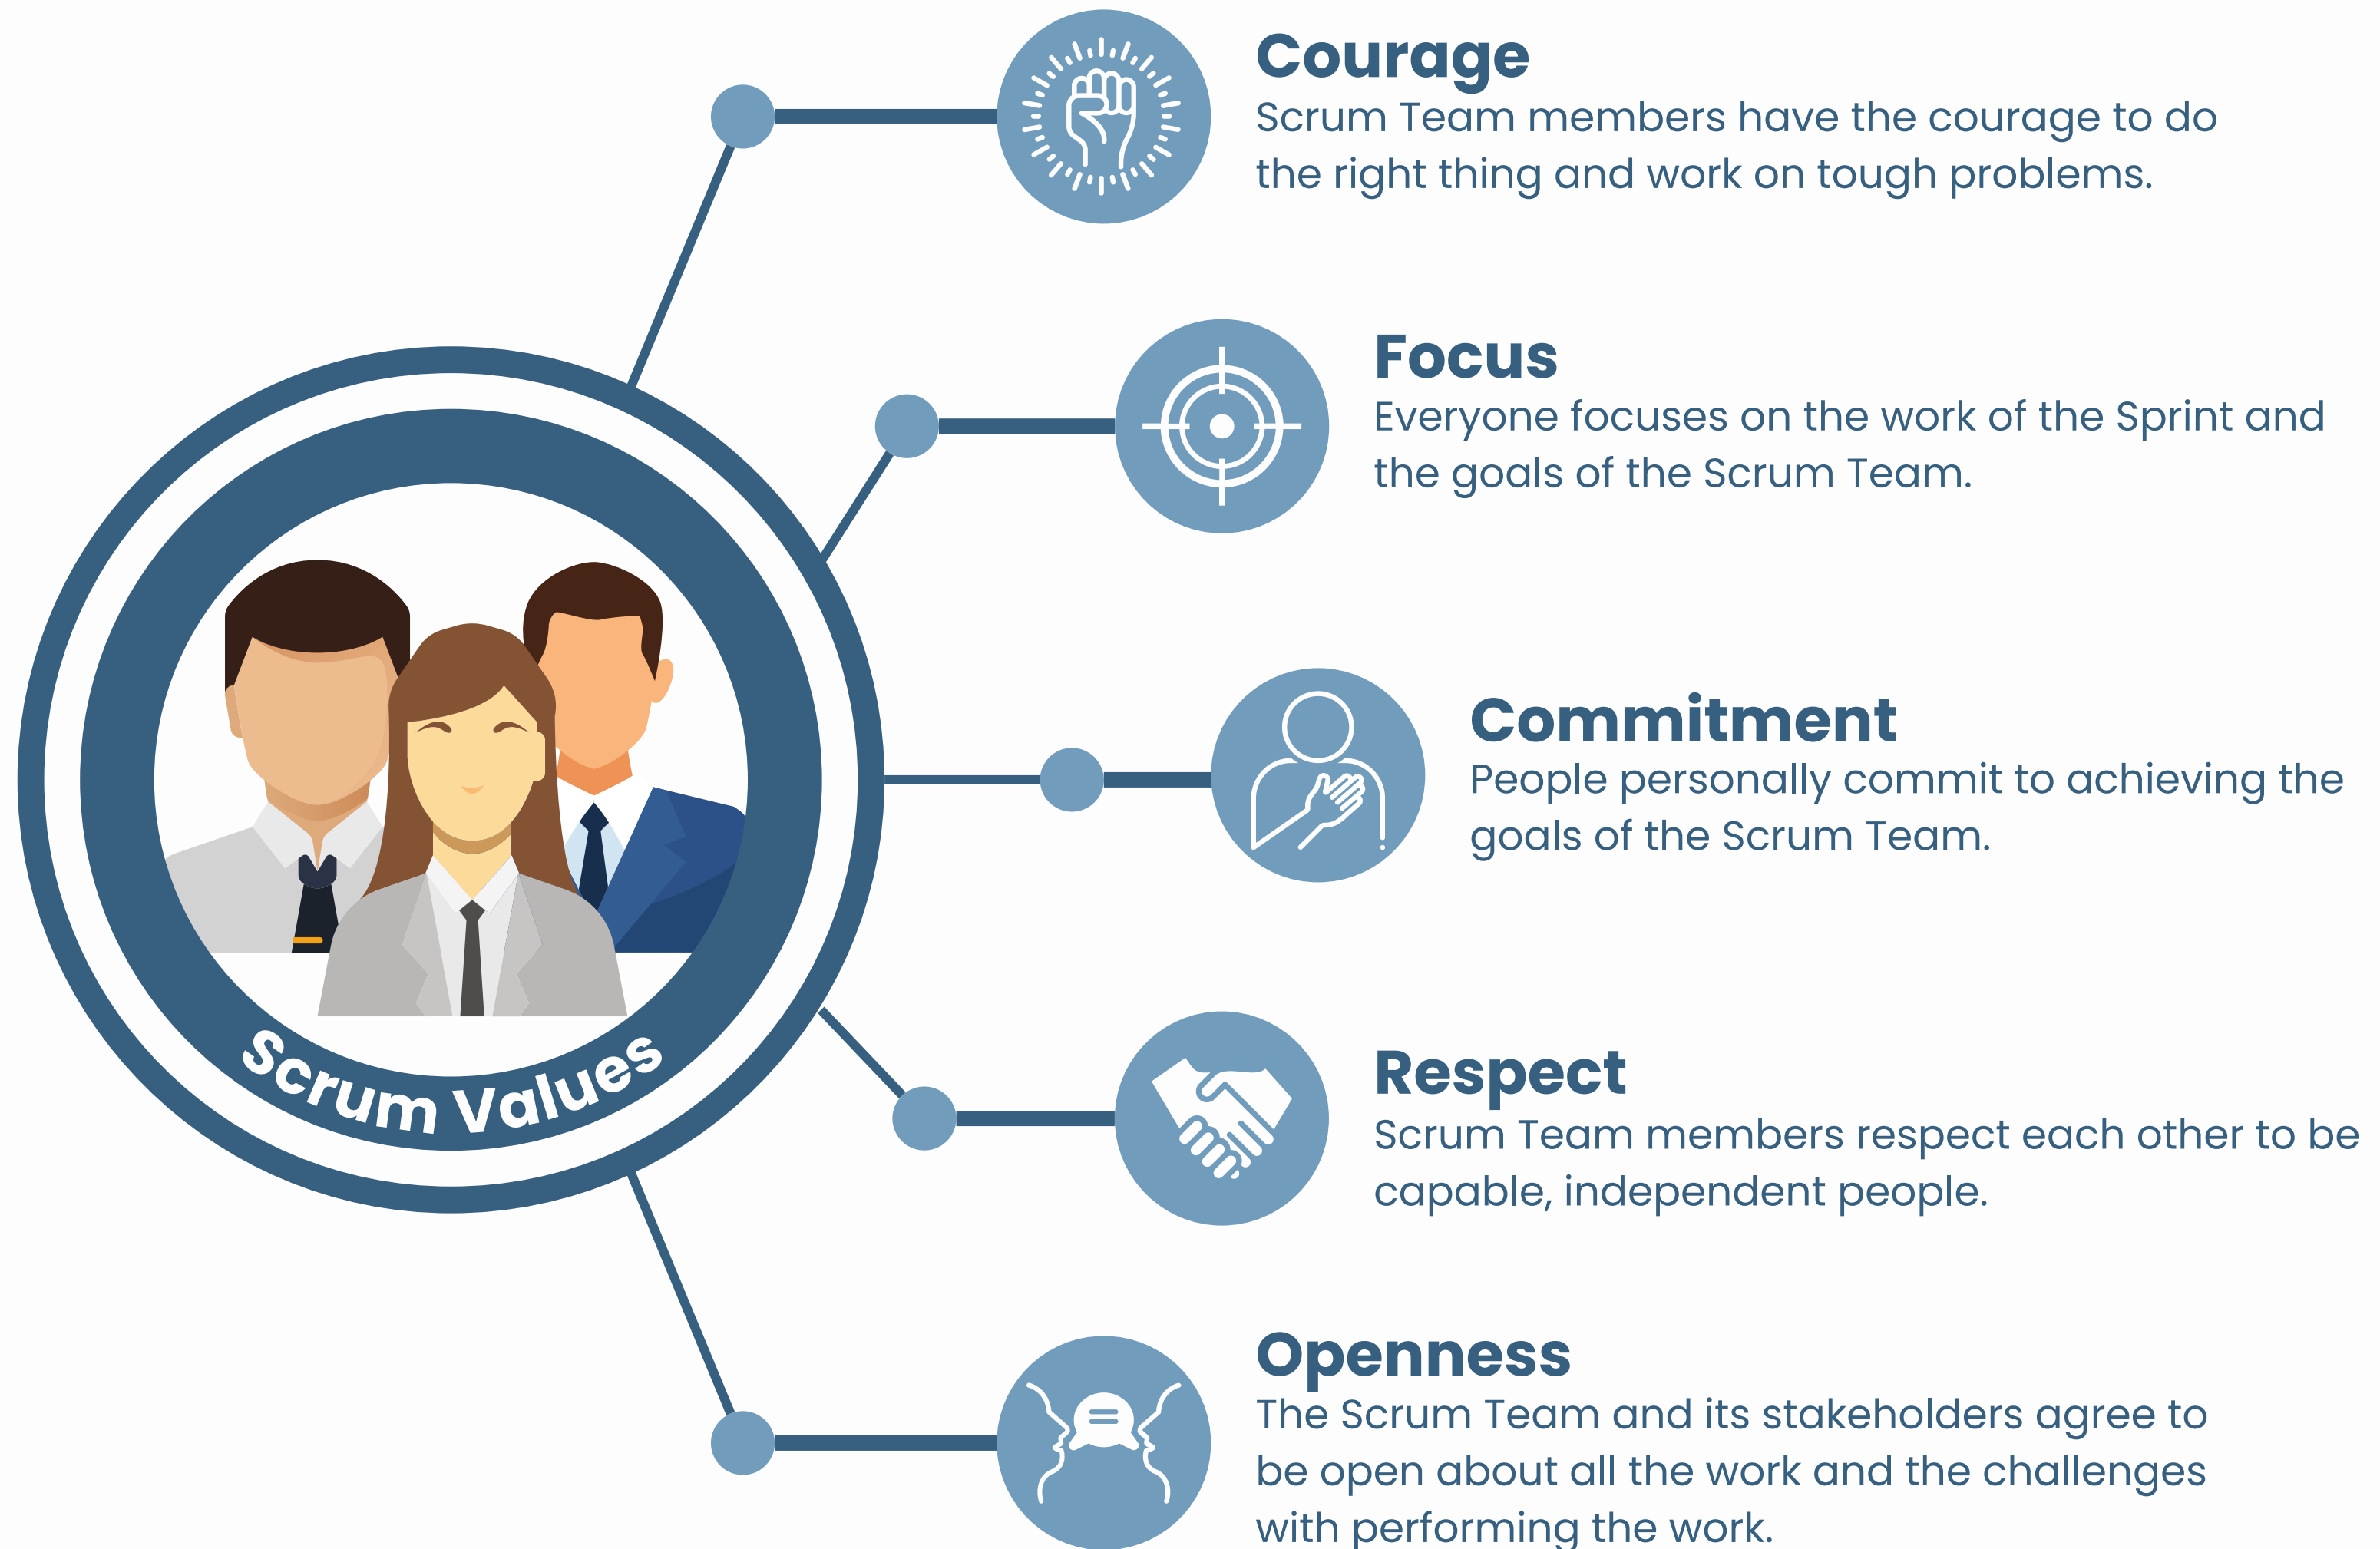 Courage
Scrum Team members have the courage to do
the right thing and work on tough problems.
Focus
Everyone focuses on the work of the Sprint and
the goals of the Scrum Team.
Commitment
People personally commit to achieving the
goals of the Scrum Team.
Scrum Values
Respect
Scrum Team members respect each other to be
capable, independent people.
Openness
The Scrum Team and its stakeholders agree to
be open about all the work and the challenges
with performing the work.